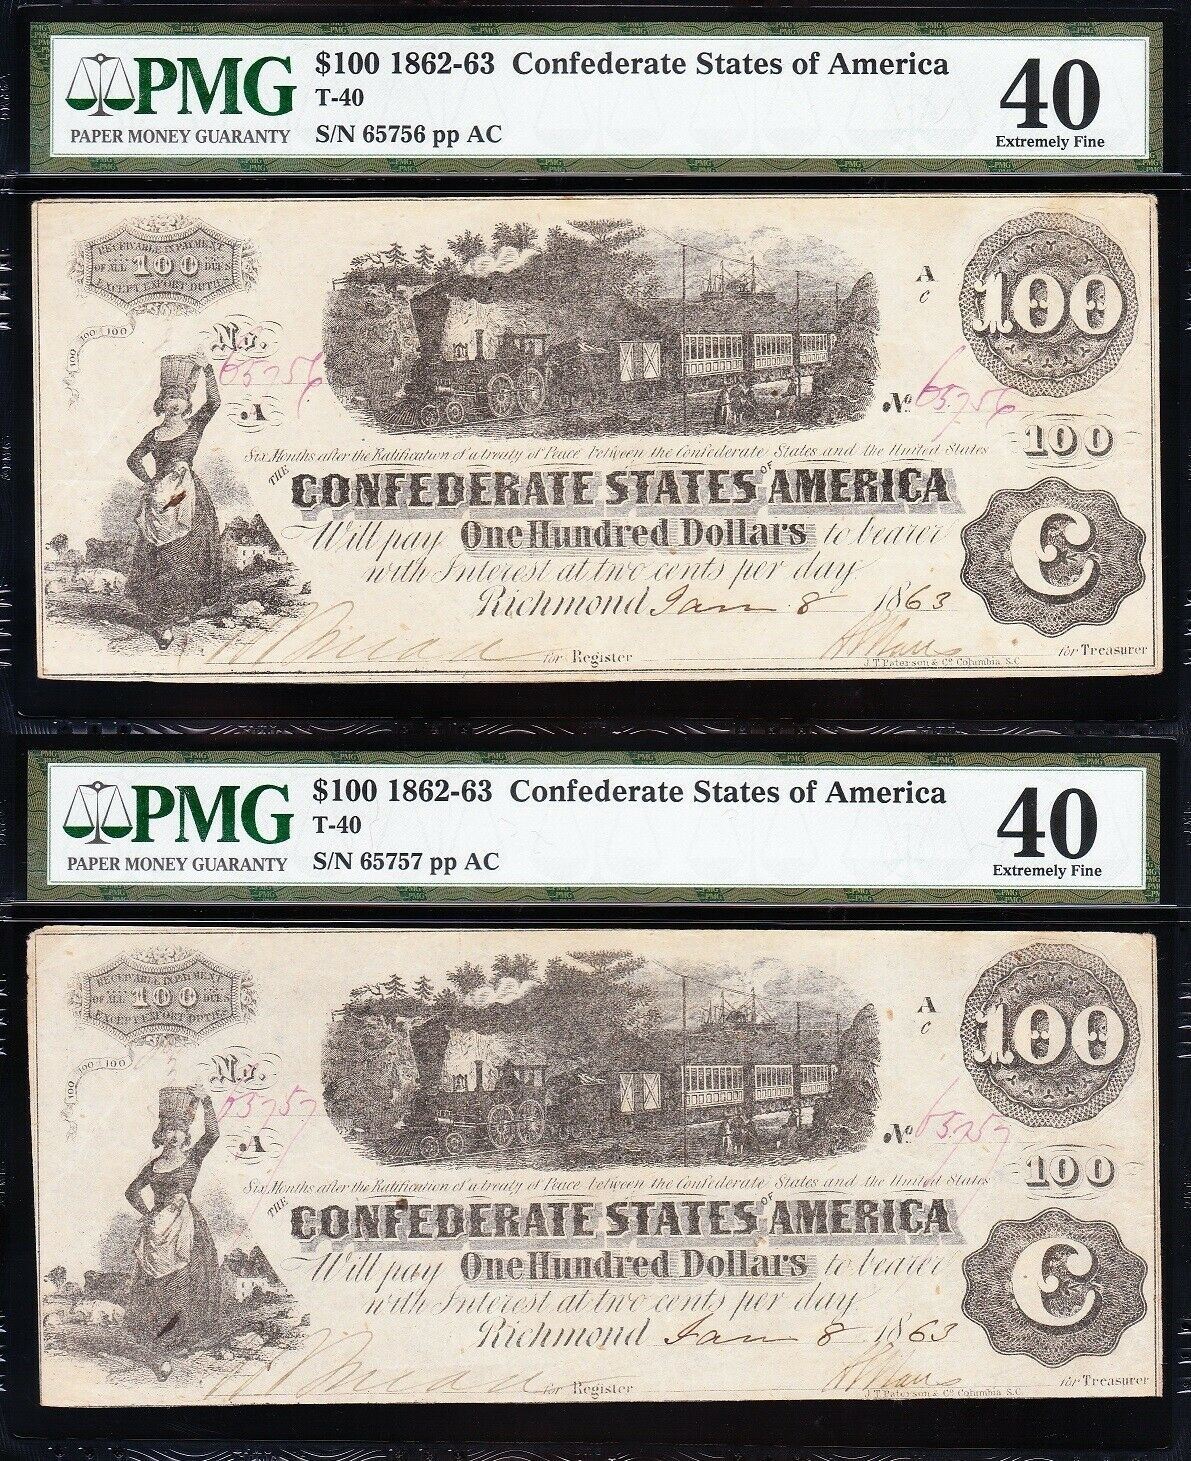 PMG
PAPER MONEY GUARANTY
$100 1862-63 Confederate States of America
T-40
S/N 65756 pp AC
40
Extremely Fine
RECEIVABLE IN PAYMENT
OF ALL 100 DUES
EXCEPT EXPORT DUTIES
100 100 100
No.
65756
A
A
C
100
No 65756
100
Six Months after the Ratification of a treaty of Peace between the Confederate States and the United States
THE CONFEDERATE STATES OF AMERICA
Will pay One Hundred Dollars to bearer
with Interest at two cents per day
Richmond Jan 8 1863
C
for Register
for Treasurer
J.T. Paterson & Co. Columbia, S.C
PMG
PAPER MONEY GUARANTY
$100 1862-63 Confederate States of America
T-40
S/N 65757 pp AC
40
Extremely Fine
RECEIVABLE IN PAYMENT
OF ALL 100 DUES
EXCEPT EXPORT DUTIES
100 100 100
No.
65757
A
A
C
100
No 65757
100
Six Months after the Ratification of a treaty of Peace between the Confederate States and the United States
THE CONFEDERATE STATES OF AMERICA
Will pay One Hundred Dollars to bearer
with Interest at two cents per day
Richmond Jan 8 1863
C
for Register
for Treasurer
J.T. Paterson & Co. Columbia, S.C